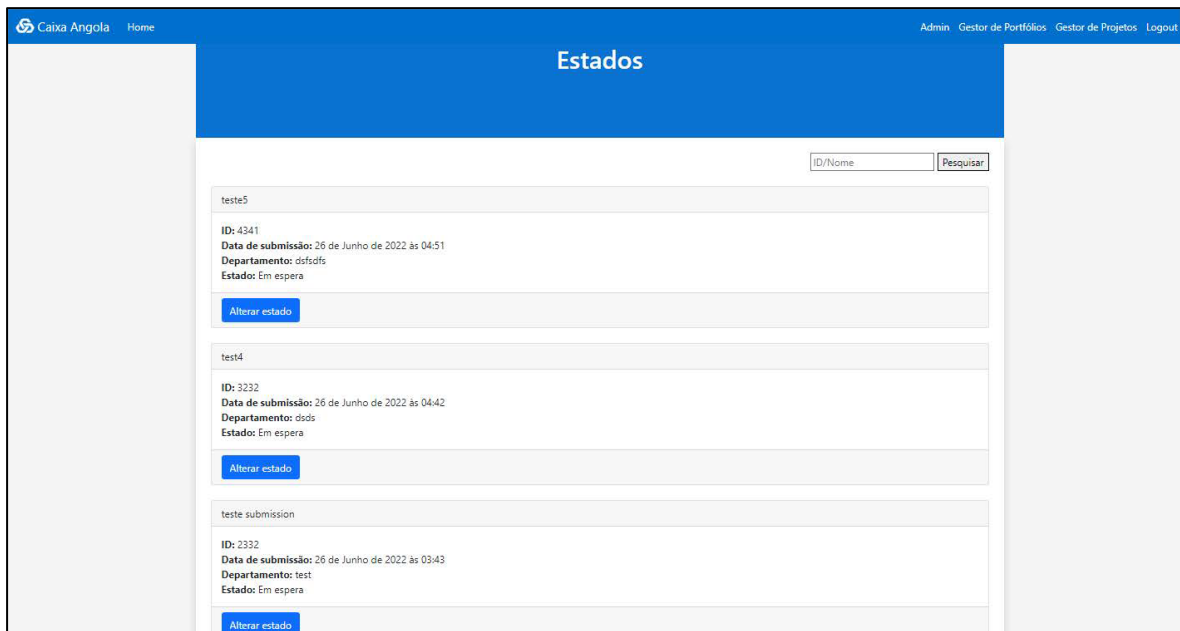 Caixa Angola Home Admin Gestor de Portfólios Gestor de Projetos Logout
Estados
ID/Nome Pesquisar
teste5
ID: 4341
Data de submissão: 26 de Junho de 2022 às 04:51
Departamento: dsfsdfs
Estado: Em espera
Alterar estado
test4
ID: 3232
Data de submissão: 26 de Junho de 2022 às 04:42
Departamento: dsds
Estado: Em espera
Alterar estado
teste submission
ID: 2332
Data de submissão: 26 de Junho de 2022 às 03:43
Departamento: test
Estado: Em espera
Alterar estado